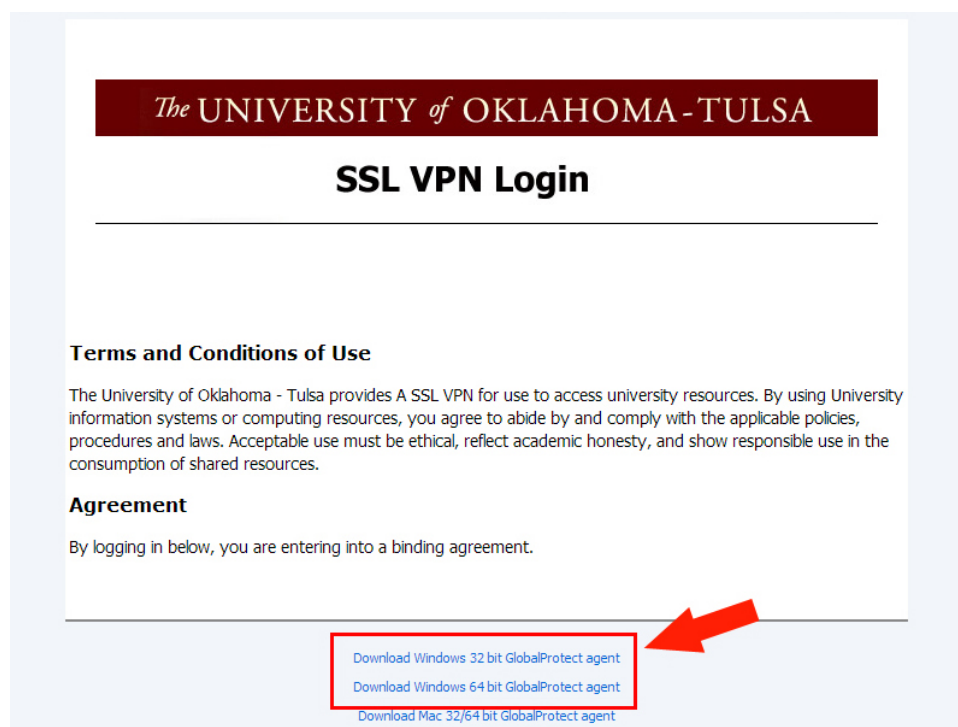 The UNIVERSITY of OKLAHOMA-TULSA
SSL VPN Login
Terms and Conditions of Use
The University of Oklahoma - Tulsa provides A SSL VPN for use to access university resources. By using University
information systems or computing resources, you agree to abide by and comply with the applicable policies,
procedures and laws. Acceptable use must be ethical, reflect academic honesty, and show responsible use in the
consumption of shared resources.
Agreement
By logging in below, you are entering into a binding agreement.
Download Windows 32 bit GlobalProtect agent
Download Windows 64 bit GlobalProtect agent
Download Mac 32/64 bit GlobalProtect agent